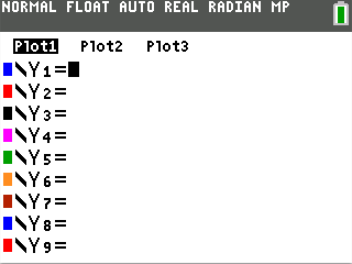 NORMAL FLOAT AUTO REAL RADIAN MP
Plot1 Plot2 Plot3
\Y1=
\Y2=
\Y3=
\Y4=
\Y5=
\Y6=
\Y7=
\Y8=
\Y9=